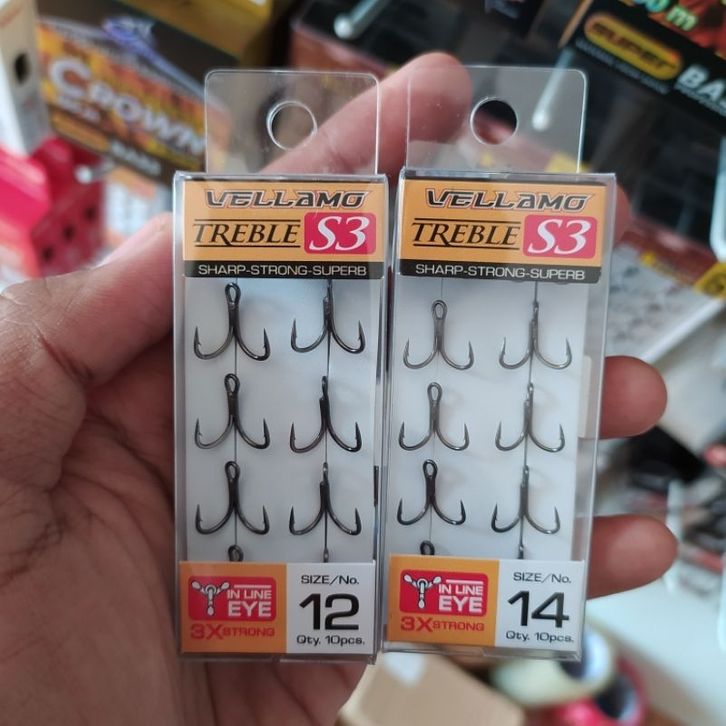 CROWN
SUPER
VELLAMO
TREBLE S3
SHARP-STRONG-SUPERB
IN LINE
EYE
3X STRONG
SIZE/No.
12
Qty. 10pcs.
VELLAMO
TREBLE S3
SHARP-STRONG-SUPERB
IN LINE
EYE
3X STRONG
SIZE/No.
14
Qty. 10pcs.